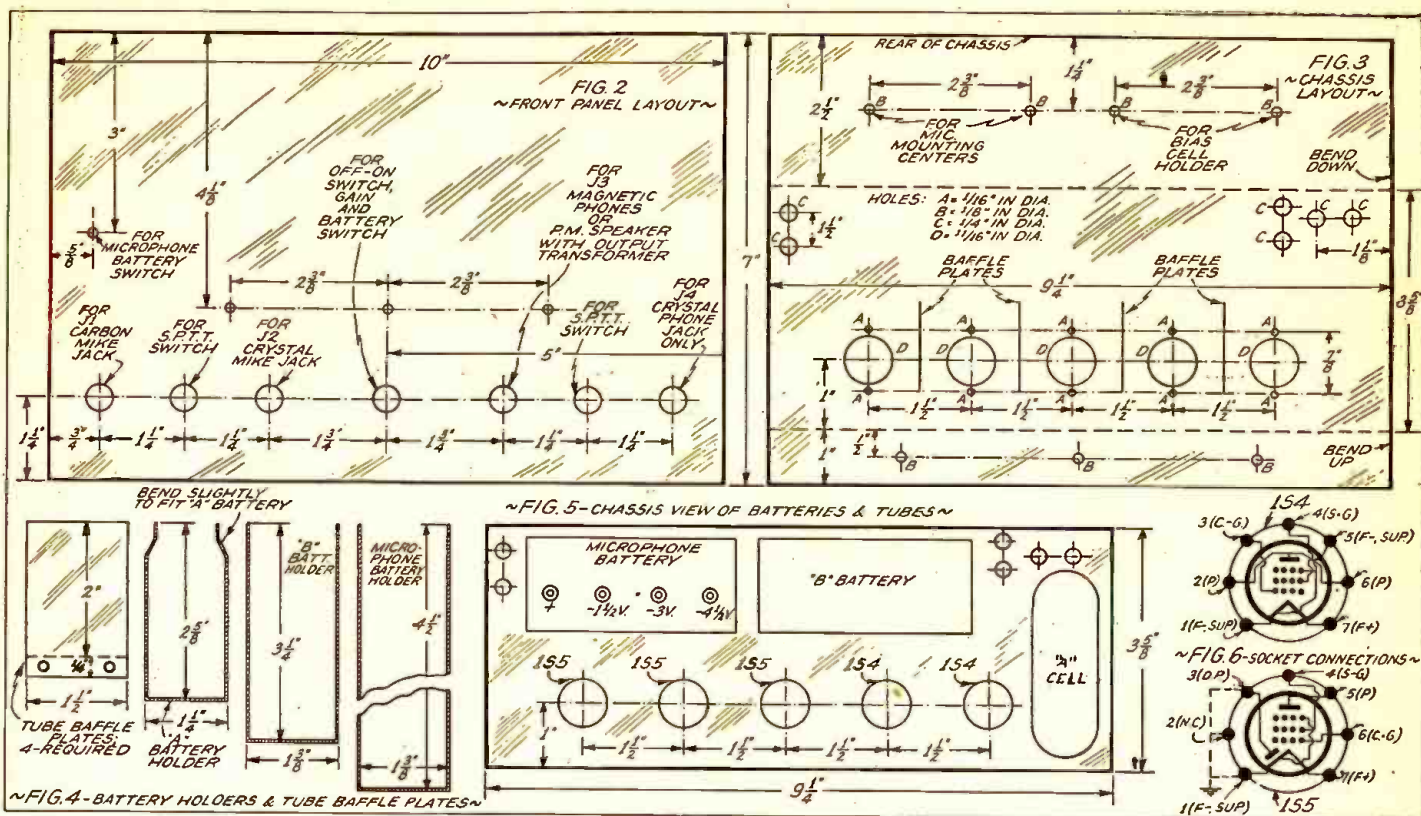 10"
FIG. 2
~FRONT PANEL LAYOUT~
3"
4 1/8"
5/8"
FOR
MICROPHONE
BATTERY
SWITCH
FOR
OFF-ON
SWITCH,
GAIN
AND
BATTERY
SWITCH
FOR
J3
MAGNETIC
PHONES
OR
P.M. SPEAKER
WITH OUTPUT
TRANSFORMER
2 3/8"
2 3/8"
FOR
J1
CARBON
MIKE
JACK
FOR
S.P.T.T.
SWITCH
FOR
J2
CRYSTAL
MIKE JACK
FOR
S.P.T.T.
SWITCH
FOR
J4
CRYSTAL
PHONE
JACK
ONLY
5"
1 1/4"
3/4"
1 1/4"
1 1/4"
1 3/4"
1 3/4"
1 1/4"
1 1/4"
7"
REAR OF CHASSIS
FIG. 3
~CHASSIS
LAYOUT~
1 1/4"
2 1/2"
2 3/8"
2 3/8"
B
B
B
B
FOR
MIC.
MOUNTING
CENTERS
FOR
BIAS
CELL
HOLDER
BEND
DOWN
HOLES: A= 1/16" IN DIA.
B= 1/8" IN DIA.
C= 1/4" IN DIA.
D= 11/16" IN DIA.
C
C
1 1/2"
C
C
C
C
1 1/8"
BAFFLE
PLATES
BAFFLE
PLATES
9 1/4"
3 5/8"
A
A
A
A
A
D
D
D
D
7/8"
A
A
A
A
A
1"
1 1/2"
1 1/2"
1 1/2"
1 1/2"
1/2"
1"
B
B
B
BEND
UP
BEND SLIGHTLY
TO FIT "A" BATTERY
2"
1 1/2"
TUBE BAFFLE
PLATES;
4-REQUIRED
2 5/8"
1 1/4"
"A"
BATTERY
HOLDER
"B"
BATT.
HOLDER
3 1/4"
1 3/8"
MICRO-
PHONE
BATTERY
HOLDER
4 1/2"
1 3/8"
~FIG.4-BATTERY HOLDERS & TUBE BAFFLE PLATES~
~FIG.5-CHASSIS VIEW OF BATTERIES & TUBES~
MICROPHONE
BATTERY
+
-1 1/2 V.
-3V.
-4 1/2 V
"B" BATTERY
"A"
CELL
1S5
1S5
1S5
1S4
1S4
1"
1 1/2"
1 1/2"
1 1/2"
1 1/2"
3 5/8"
9 1/4"
1S4
4(S-G)
3(C-G)
5(F-, SUP.)
2(P)
6(P)
1(F-, SUP)
7(F+)
~FIG.6-SOCKET CONNECTIONS~
4(S-G)
3(D.P.)
5(P)
2(N.C.)
6(C-G)
1(F-, SUP)
7(F+)
1S5